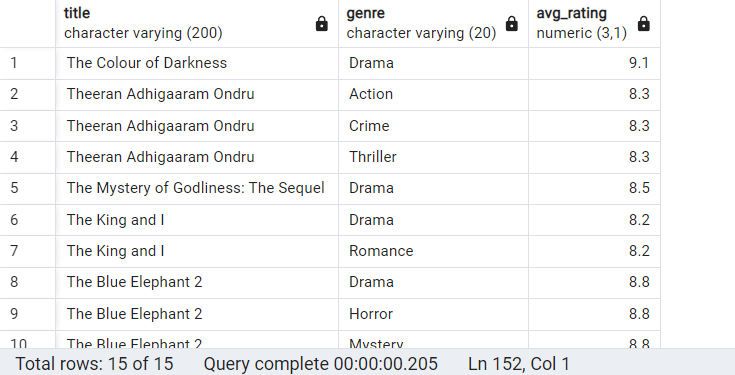 title genre avg_rating
character varying (200) character varying (20) numeric (3,1)
1 The Colour of Darkness Drama 9.1
2 Theeran Adhigaaram Ondru Action 8.3
3 Theeran Adhigaaram Ondru Crime 8.3
4 Theeran Adhigaaram Ondru Thriller 8.3
5 The Mystery of Godliness: The Sequel Drama 8.5
6 The King and I Drama 8.2
7 The King and I Romance 8.2
8 The Blue Elephant 2 Drama 8.8
9 The Blue Elephant 2 Horror 8.8
10 The Blue Elephant 2 Mystery 8.8
Total rows: 15 of 15 Query complete 00:00:00.205 Ln 152, Col 1